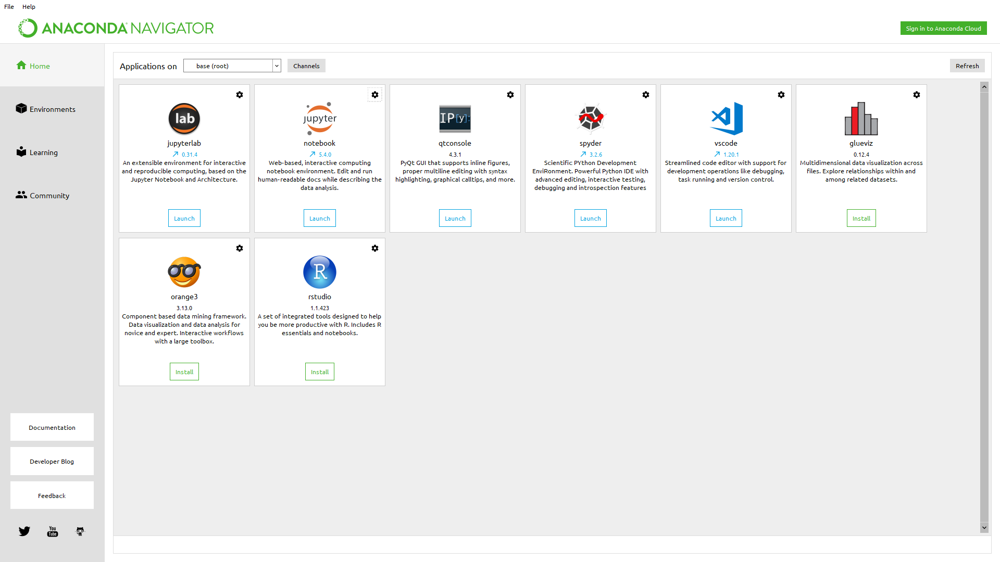 File Help
ANACONDA NAVIGATOR
Sign in to Anaconda Cloud
Home
Environments
Learning
Community
Documentation
Developer Blog
Feedback
You
Tube
Applications on base (root) Channels Refresh
lab
jupyterlab
0.31.4
An extensible environment for interactive
and reproducible computing, based on the
Jupyter Notebook and Architecture.
Launch
jupyter
notebook
5.4.0
Web-based, interactive computing
notebook environment. Edit and run
human-readable docs while describing the
data analysis.
Launch
IP[y]:
qtconsole
4.3.1
PyQt GUI that supports inline figures,
proper multiline editing with syntax
highlighting, graphical calltips, and more.
Launch
spyder
3.2.6
Scientific PYthon Development
EnviRonment. Powerful Python IDE with
advanced editing, interactive testing,
debugging and introspection features
Launch
vscode
1.20.1
Streamlined code editor with support for
development operations like debugging,
task running and version control.
Launch
glueviz
0.12.4
Multidimensional data visualization across
files. Explore relationships within and
among related datasets.
Install
orange3
3.13.0
Component based data mining framework.
Data visualization and data analysis for
novice and expert. Interactive workflows
with a large toolbox.
Install
R
rstudio
1.1.423
A set of integrated tools designed to help
you be more productive with R. Includes R
essentials and notebooks.
Install